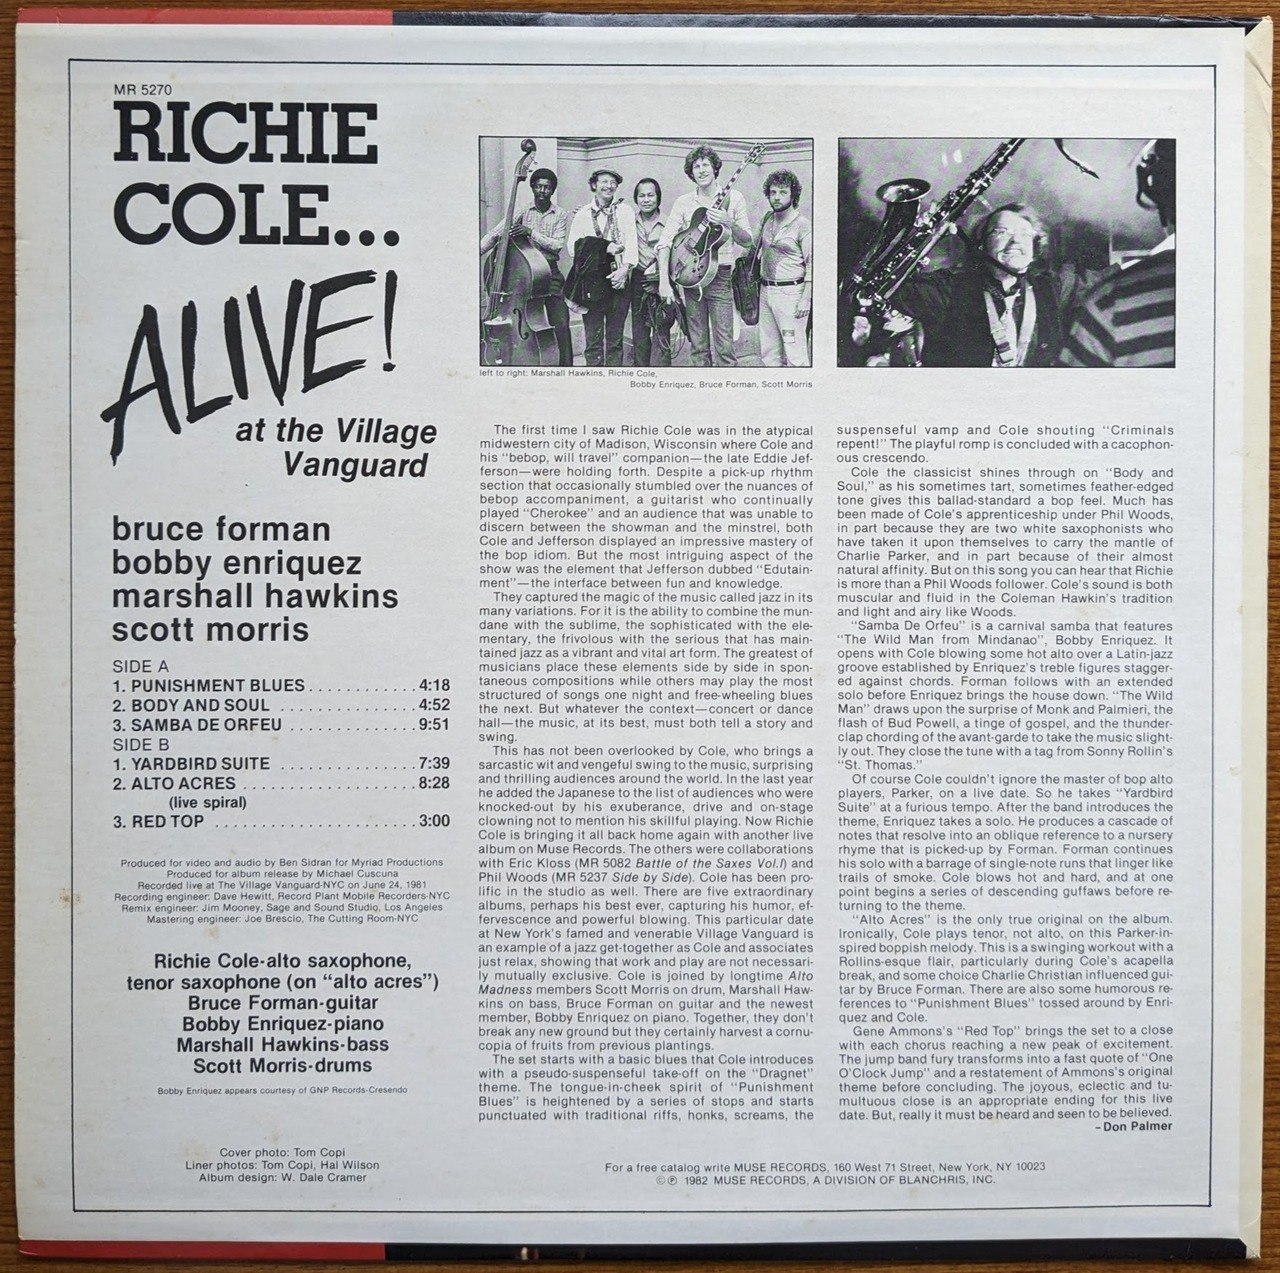 MR 5270
RICHIE
COLE...
ALIVE!
at the Village
Vanguard
bruce forman
bobby enriquez
marshall hawkins
scott morris
SIDE A
1. PUNISHMENT BLUES............4:18
2. BODY AND SOUL ..............4:52
3. SAMBA DE ORFEU .............9:51
SIDE B
1. YARDBIRD SUITE ..............7:39
2. ALTO ACRES..................8:28
(live spiral)
3. RED TOP .....................3:00
Produced for video and audio by Ben Sidran for Myriad Productions
Produced for album release by Michael Cuscuna
Recorded live at The Village Vanguard-NYC on June 24, 1981
Recording engineer: Dave Hewitt, Record Plant Mobile Recorders-NYC
Remix engineer: Jim Mooney, Sage and Sound Studio, Los Angeles
Mastering engineer: Joe Brescio, The Cutting Room-NYC
Richie Cole-alto saxophone,
tenor saxophone (on “alto acres”)
Bruce Forman-guitar
Bobby Enriquez-piano
Marshall Hawkins-bass
Scott Morris-drums
Bobby Enriquez appears courtesy of GNP Records-Cresendo
Cover photo: Tom Copi
Liner photos: Tom Copi, Hal Wilson
Album design: W. Dale Cramer
left to right: Marshall Hawkins, Richie Cole,
Bobby Enriquez, Bruce Forman, Scott Morris
The first time I saw Richie Cole was in the atypical
midwestern city of Madison, Wisconsin where Cole and
his “bebop, will travel” companion—the late Eddie Jef-
ferson—were holding forth. Despite a pick-up rhythm
section that occasionally stumbled over the nuances of
bebop accompaniment, a guitarist who continually
played “Cherokee” and an audience that was unable to
discern between the showman and the minstrel, both
Cole and Jefferson displayed an impressive mastery of
the bop idiom. But the most intriguing aspect of the
show was the element that Jefferson dubbed “Edutain-
ment”—the interface between fun and knowledge.
They captured the magic of the music called jazz in its
many variations. For it is the ability to combine the mun-
dane with the sublime, the sophisticated with the ele-
mentary, the frivolous with the serious that has main-
tained jazz as a vibrant and vital art form. The greatest of
musicians place these elements side by side in spon-
taneous compositions while others may play the most
structured of songs one night and free-wheeling blues
the next. But whatever the context—concert or dance
hall—the music, at its best, must both tell a story and
swing.
This has not been overlooked by Cole, who brings a
sarcastic wit and vengeful swing to the music, surprising
and thrilling audiences around the world. In the last year
he added the Japanese to the list of audiences who were
knocked-out by his exuberance, drive and on-stage
clowning not to mention his skillful playing. Now Richie
Cole is bringing it all back home again with another live
album on Muse Records. The others were collaborations
with Eric Kloss (MR 5082 Battle of the Saxes Vol.I) and
Phil Woods (MR 5237 Side by Side). Cole has been pro-
lific in the studio as well. There are five extraordinary
albums, perhaps his best ever, capturing his humor, ef-
fervescence and powerful blowing. This particular date
at New York’s famed and venerable Village Vanguard is
an example of a jazz get-together as Cole and associates
just relax, showing that work and play are not necessari-
ly mutually exclusive. Cole is joined by longtime Alto
Madness members Scott Morris on drum, Marshall Haw-
kins on bass, Bruce Forman on guitar and the newest
member, Bobby Enriquez on piano. Together, they don’t
break any new ground but they certainly harvest a cornu-
copia of fruits from previous plantings.
The set starts with a basic blues that Cole introduces
with a pseudo-suspenseful take-off on the “Dragnet”
theme. The tongue-in-cheek spirit of “Punishment
Blues” is heightened by a series of stops and starts
punctuated with traditional riffs, honks, screams, the
suspenseful vamp and Cole shouting “Criminals
repent!” The playful romp is concluded with a cacophon-
ous crescendo.
Cole the classicist shines through on “Body and
Soul,” as his sometimes tart, sometimes feather-edged
tone gives this ballad-standard a bop feel. Much has
been made of Cole’s apprenticeship under Phil Woods,
in part because they are two white saxophonists who
have taken it upon themselves to carry the mantle of
Charlie Parker, and in part because of their almost
natural affinity. But on this song you can hear that Richie
is more than a Phil Woods follower. Cole’s sound is both
muscular and fluid in the Coleman Hawkin’s tradition
and light and airy like Woods.
“Samba De Orfeu” is a carnival samba that features
“The Wild Man from Mindanao”, Bobby Enriquez. It
opens with Cole blowing some hot alto over a Latin-jazz
groove established by Enriquez’s treble figures stagger-
ed against chords. Forman follows with an extended
solo before Enriquez brings the house down. “The Wild
Man” draws upon the surprise of Monk and Palmieri, the
flash of Bud Powell, a tinge of gospel, and the thunder-
clap chording of the avant-garde to take the music slight-
ly out. They close the tune with a tag from Sonny Rollin’s
“St. Thomas.”
Of course Cole couldn’t ignore the master of bop alto
players, Parker, on a live date. So he takes “Yardbird
Suite” at a furious tempo. After the band introduces the
theme, Enriquez takes a solo. He produces a cascade of
notes that resolve into an oblique reference to a nursery
rhyme that is picked-up by Forman. Forman continues
his solo with a barrage of single-note runs that linger like
trails of smoke. Cole blows hot and hard, and at one
point begins a series of descending guffaws before re-
turning to the theme.
“Alto Acres” is the only true original on the album.
Ironically, Cole plays tenor, not alto, on this Parker-in-
spired boppish melody. This is a swinging workout with a
Rollins-esque flair, particularly during Cole’s acapella
break, and some choice Charlie Christian influenced gui-
tar by Bruce Forman. There are also some humorous re-
ferences to “Punishment Blues” tossed around by Enri-
quez and Cole.
Gene Ammons’s “Red Top” brings the set to a close
with each chorus reaching a new peak of excitement.
The jump band fury transforms into a fast quote of “One
O’Clock Jump” and a restatement of Ammons’s original
theme before concluding. The joyous, eclectic and tu-
multuous close is an appropriate ending for this live
date. But, really it must be heard and seen to be believed.
–Don Palmer
For a free catalog write MUSE RECORDS, 160 West 71 Street, New York, NY 10023
©℗ 1982 MUSE RECORDS, A DIVISION OF BLANCHRIS, INC.